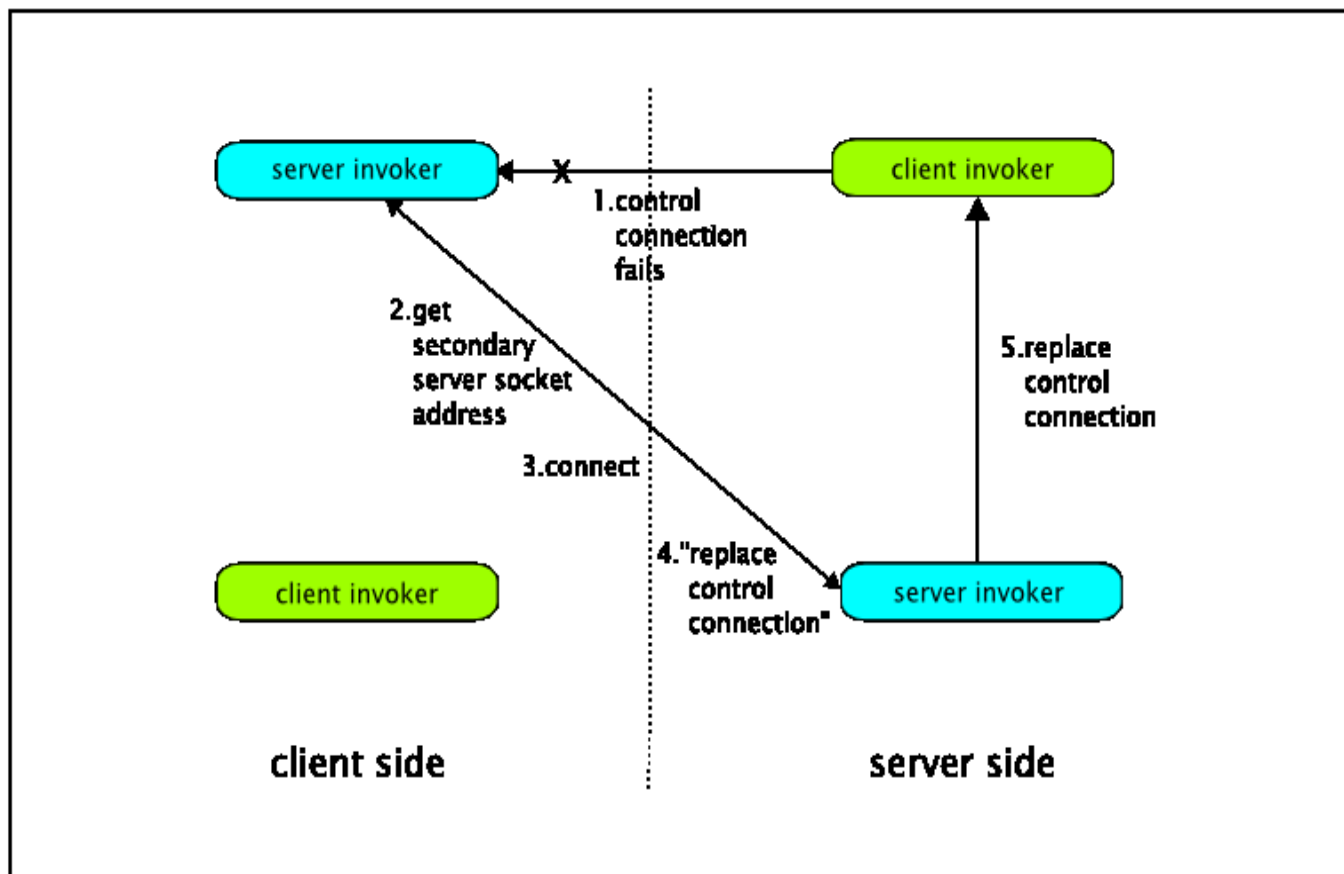 server invoker
client invoker
1.control
connection
fails
2.get
secondary
server socket
address
5.replace
control
connection
3.connect
4."replace
control
connection"
client invoker
server invoker
client side
server side